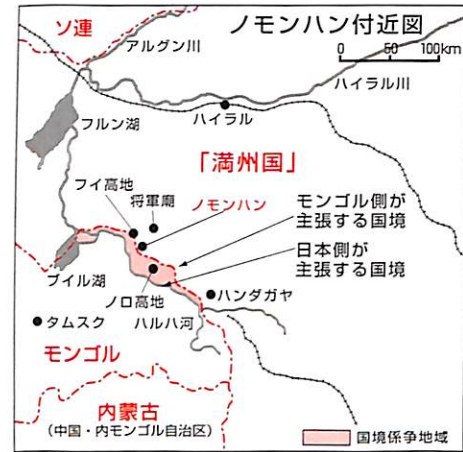 ノモンハン付近図
ソ連
アルグン川
0 50 100km
ハイラル川
ハイラル
フルン湖
「満州国」
フイ高地
将軍廟
ノモンハン
モンゴル側が
主張する国境
日本側が
主張する国境
ブイル湖
ノロ高地
ハンダガヤ
ハルハ河
タムスク
モンゴル
内蒙古
(中国・内モンゴル自治区)
国境係争地域